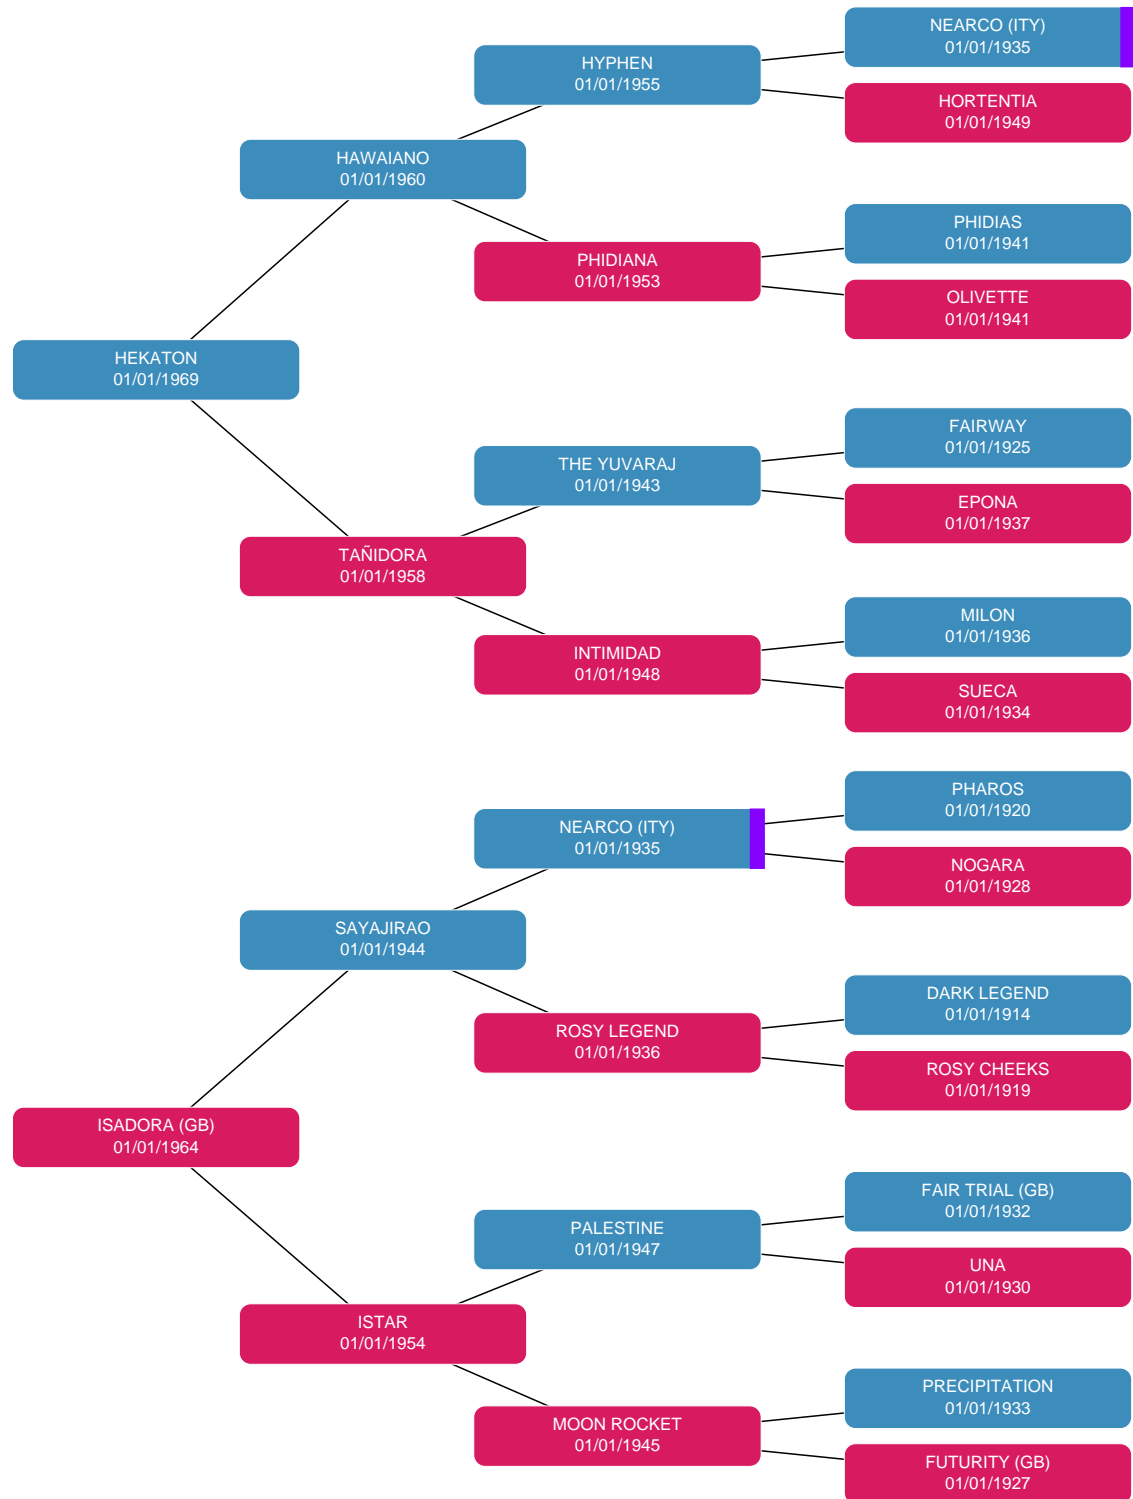 NEARCO (ITY)
01/01/1935
HYPHEN
01/01/1955
HORTENTIA
01/01/1949
HAWAIANO
01/01/1960
PHIDIAS
01/01/1941
PHIDIANA
01/01/1953
OLIVETTE
01/01/1941
HEKATON
01/01/1969
FAIRWAY
01/01/1925
THE YUVARAJ
01/01/1943
EPONA
01/01/1937
TAÑIDORA
01/01/1958
MILON
01/01/1936
INTIMIDAD
01/01/1948
SUECA
01/01/1934
PHAROS
01/01/1920
NEARCO (ITY)
01/01/1935
NOGARA
01/01/1928
SAYAJIRAO
01/01/1944
DARK LEGEND
01/01/1914
ROSY LEGEND
01/01/1936
ROSY CHEEKS
01/01/1919
ISADORA (GB)
01/01/1964
FAIR TRIAL (GB)
01/01/1932
PALESTINE
01/01/1947
UNA
01/01/1930
ISTAR
01/01/1954
PRECIPITATION
01/01/1933
MOON ROCKET
01/01/1945
FUTURITY (GB)
01/01/1927